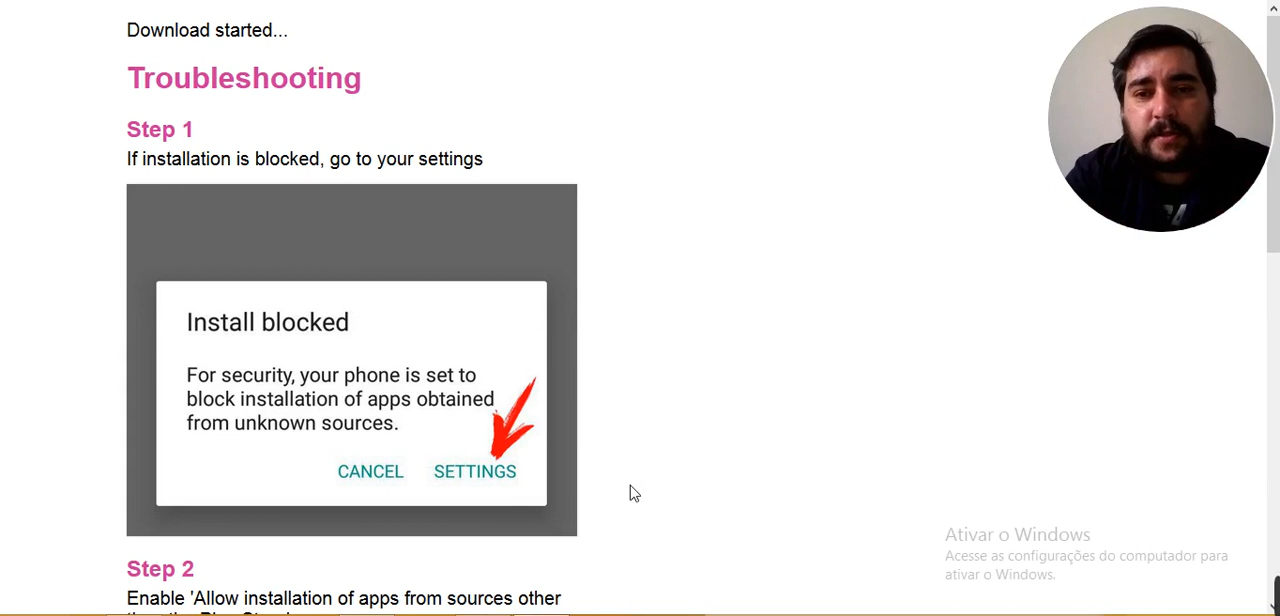 Download started...
Troubleshooting
Step 1
If installation is blocked, go to your settings
Install blocked
For security, your phone is set to
block installation of apps obtained
from unknown sources.
CANCEL SETTINGS
Ativar o Windows
Acesse as configurações do computador para
ativar o Windows.
Step 2
Enable 'Allow installation of apps from sources other